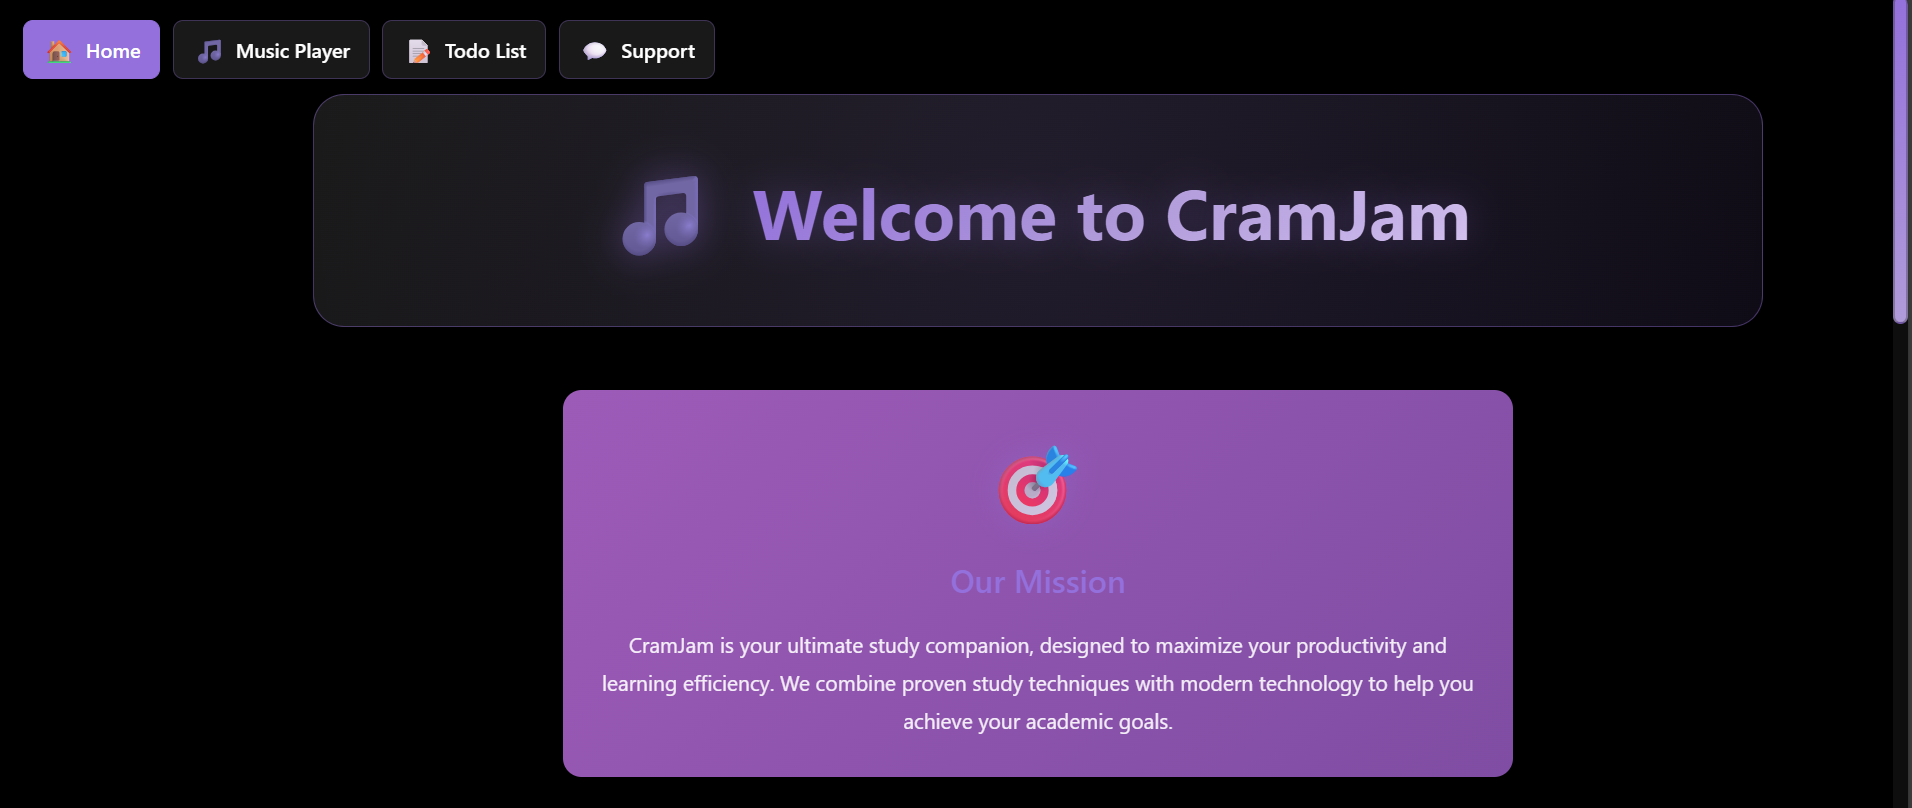 Home
Music Player
Todo List
Support
Welcome to CramJam
Our Mission
CramJam is your ultimate study companion, designed to maximize your productivity and
learning efficiency. We combine proven study techniques with modern technology to help you
achieve your academic goals.